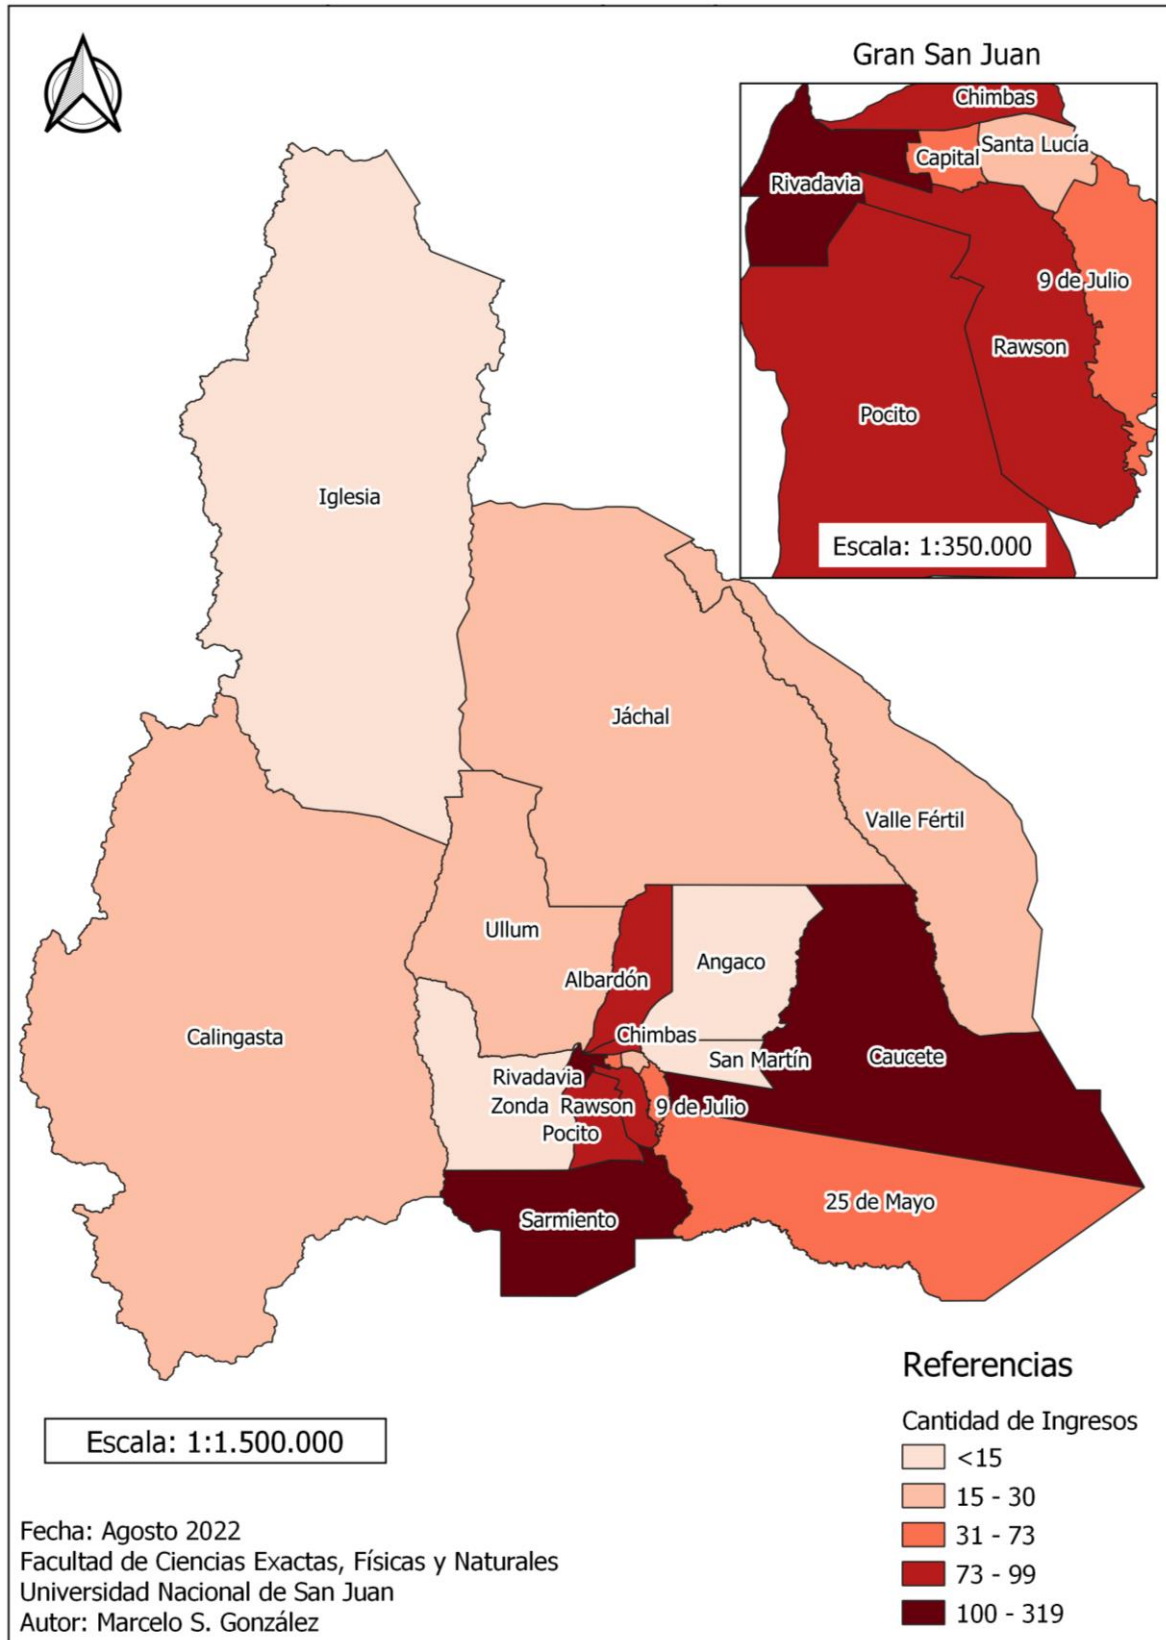 Gran San Juan
Chimbas
Santa Lucía
Capital
Rivadavia
9 de Julio
Rawson
Pocito
Escala: 1:350.000
Iglesia
Jáchal
Valle Fértil
Ullum
Angaco
Albardón
Calingasta
Chimbas
San Martín
Caucete
Rivadavia
Zonda Rawson 9 de Julio
Pocito
25 de Mayo
Sarmiento
Referencias
Cantidad de Ingresos
<15
15 - 30
31 - 73
73 - 99
100 - 319
Escala: 1:1.500.000
Fecha: Agosto 2022
Facultad de Ciencias Exactas, Físicas y Naturales
Universidad Nacional de San Juan
Autor: Marcelo S. González